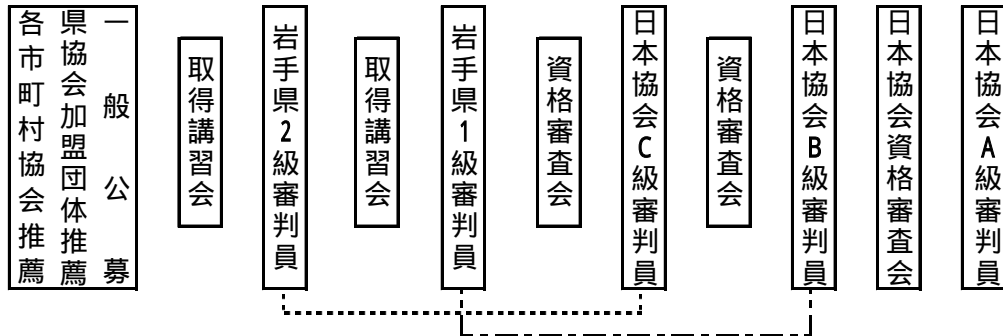 各市町村協会推薦
県協会加盟団体推薦
一般公募
取得講習会
岩手県2級審判員
取得講習会
岩手県1級審判員
資格審査会
日本協会C級審判員
資格審査会
日本協会B級審判員
日本協会資格審査会
日本協会A級審判員